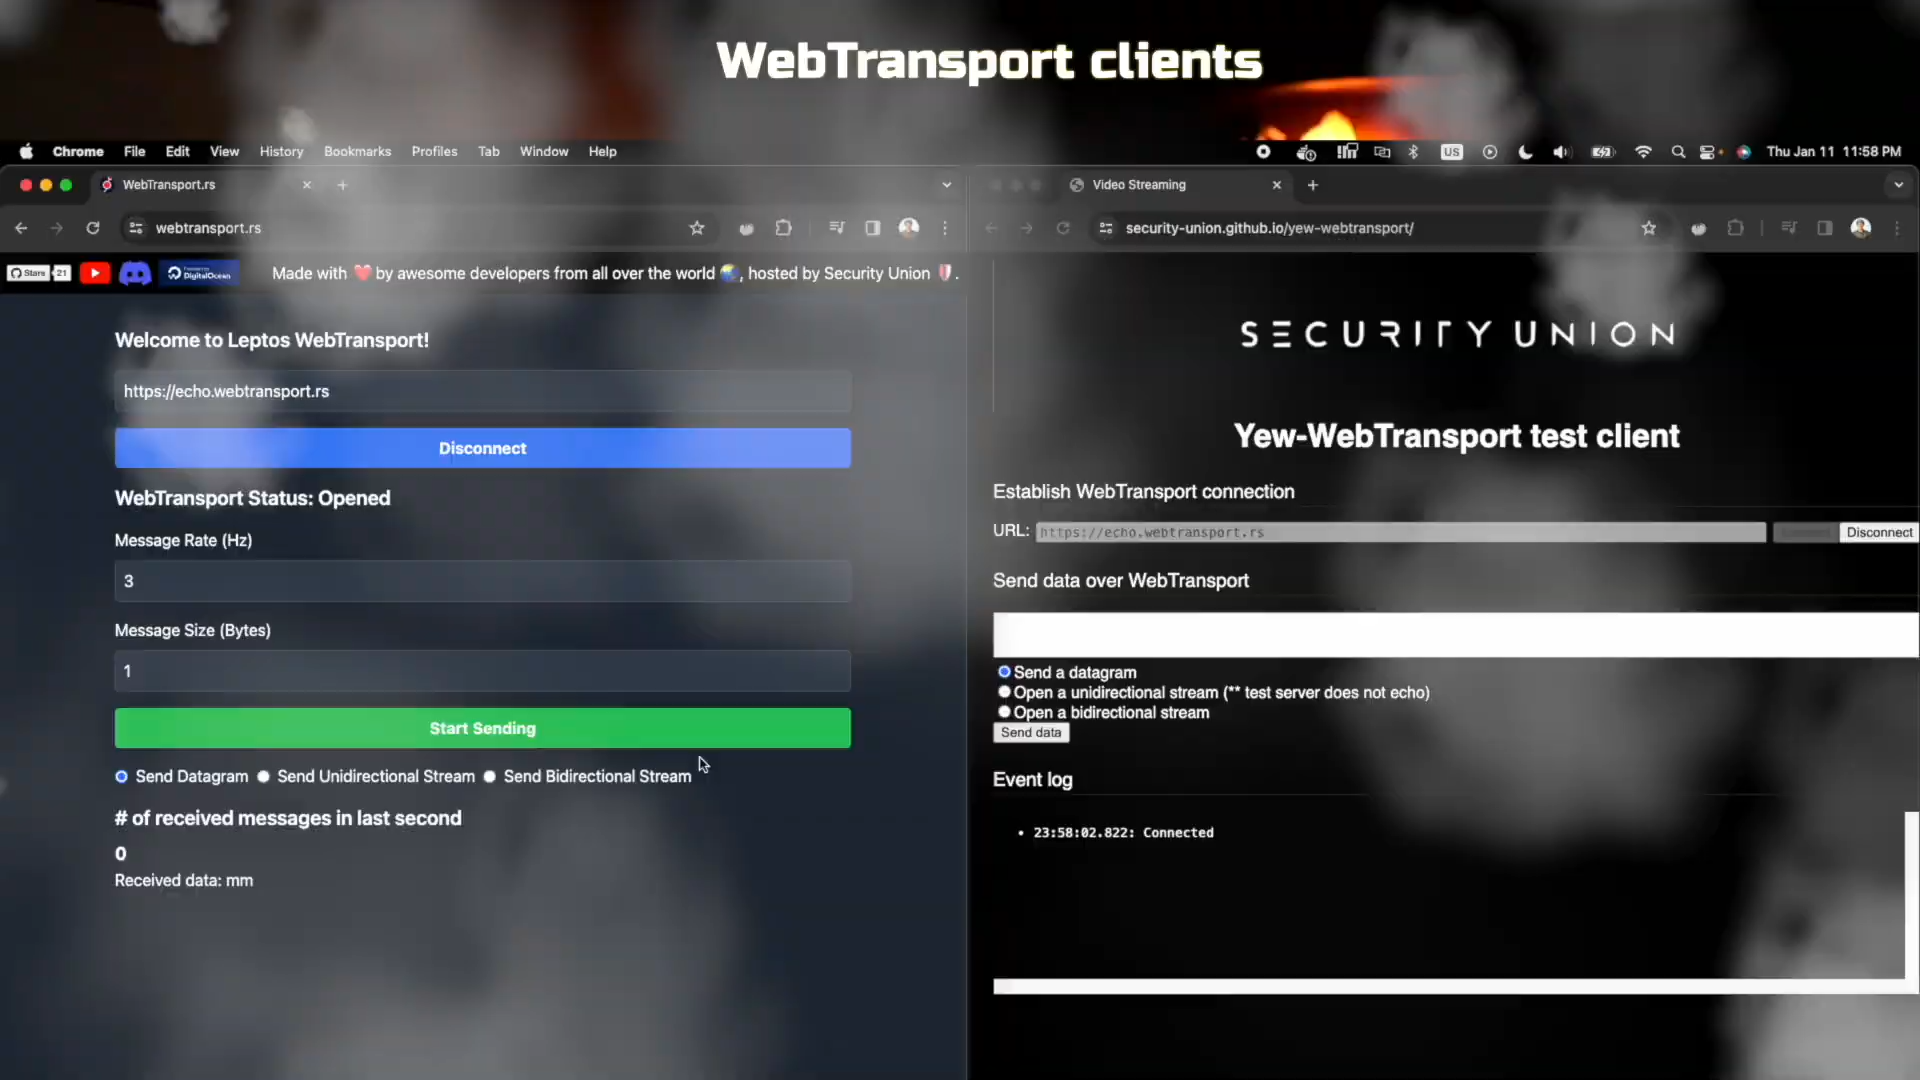 WebTransport clients
Chrome File Edit View History Bookmarks Profiles Tab Window Help
US
Thu Jan 11 11:58 PM
WebTransport.rs
webtransport.rs
Stars 21
DigitalOcean
Made with ❤️ by awesome developers from all over the world 🌏, hosted by Security Union 🛡️.
Welcome to Leptos WebTransport!
https://echo.webtransport.rs
Disconnect
WebTransport Status: Opened
Message Rate (Hz)
3
Message Size (Bytes)
1
Start Sending
Send Datagram Send Unidirectional Stream Send Bidirectional Stream
# of received messages in last second
0
Received data: mm
Video Streaming
security-union.github.io/yew-webtransport/
SECURITY UNION
Yew-WebTransport test client
Establish WebTransport connection
URL: https://echo.webtransport.rs Disconnect
Send data over WebTransport
Send a datagram
Open a unidirectional stream (** test server does not echo)
Open a bidirectional stream
Send data
Event log
• 23:58:02.822: Connected